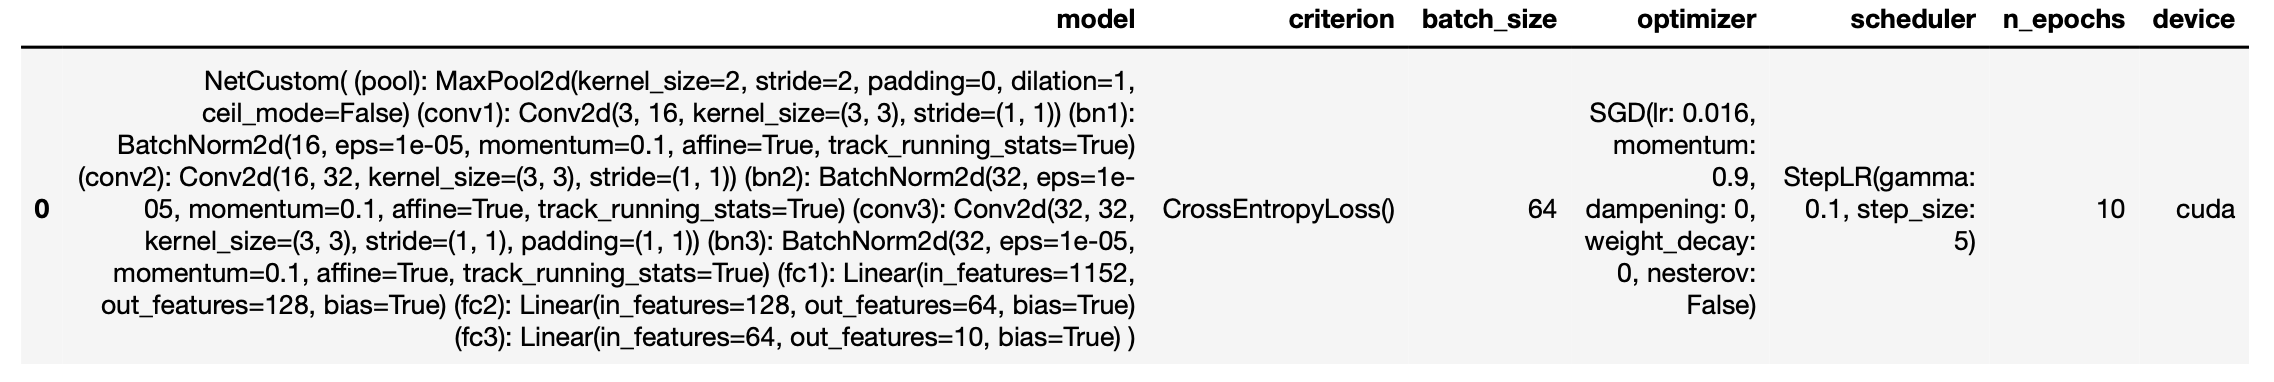 model criterion batch_size optimizer scheduler n_epochs device
0
NetCustom( (pool): MaxPool2d(kernel_size=2, stride=2, padding=0, dilation=1,
ceil_mode=False) (conv1): Conv2d(3, 16, kernel_size=(3, 3), stride=(1, 1)) (bn1):
BatchNorm2d(16, eps=1e-05, momentum=0.1, affine=True, track_running_stats=True)
(conv2): Conv2d(16, 32, kernel_size=(3, 3), stride=(1, 1)) (bn2): BatchNorm2d(32, eps=1e-
05, momentum=0.1, affine=True, track_running_stats=True) (conv3): Conv2d(32, 32,
kernel_size=(3, 3), stride=(1, 1), padding=(1, 1)) (bn3): BatchNorm2d(32, eps=1e-05,
momentum=0.1, affine=True, track_running_stats=True) (fc1): Linear(in_features=1152,
out_features=128, bias=True) (fc2): Linear(in_features=128, out_features=64, bias=True)
(fc3): Linear(in_features=64, out_features=10, bias=True) )
CrossEntropyLoss()
64
SGD(lr: 0.016,
momentum:
0.9,
dampening: 0,
weight_decay:
0, nesterov:
False)
StepLR(gamma:
0.1, step_size:
5)
10
cuda